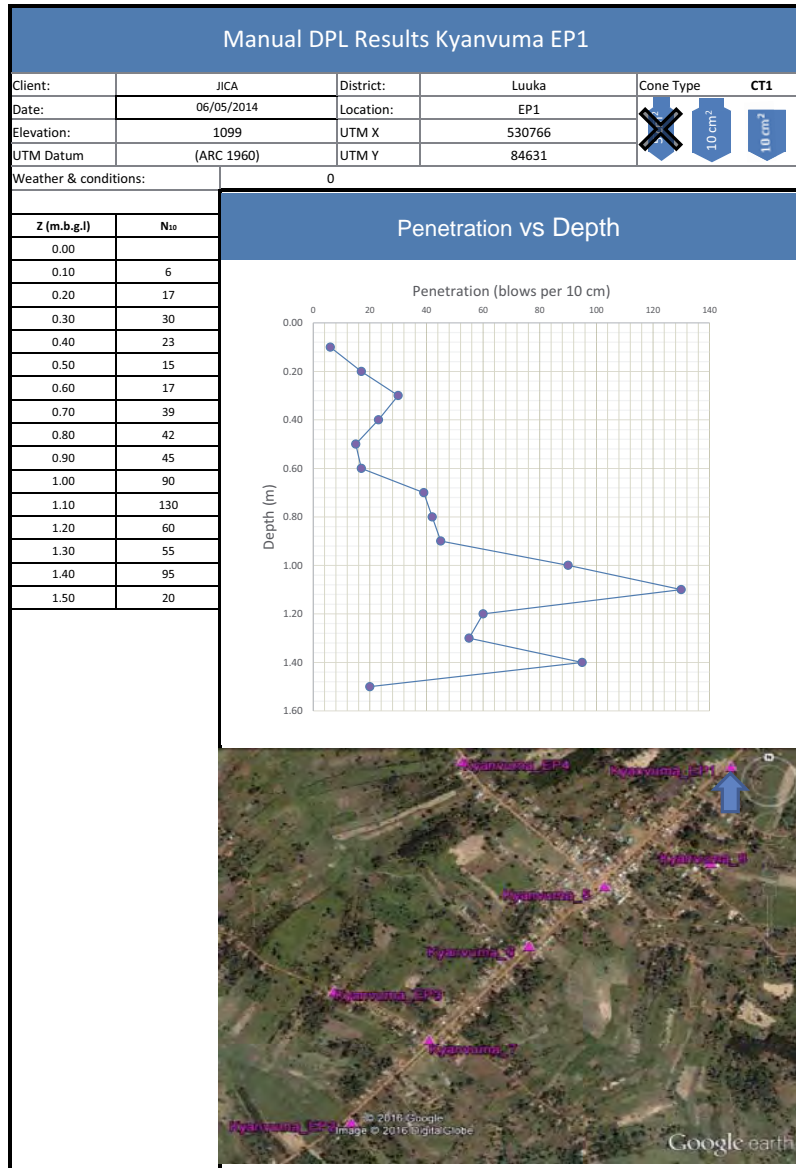 Manual DPL Results Kyanvuma EP1
Client: JICA District: Luuka Cone Type CT1
Date: 06/05/2014 Location: EP1
Elevation: 1099 UTM X 530766
UTM Datum (ARC 1960) UTM Y 84631
10 cm² 10 cm²
Weather & conditions: 0
Z (m.b.g.l) N10
0.00
0.10 6
0.20 17
0.30 30
0.40 23
0.50 15
0.60 17
0.70 39
0.80 42
0.90 45
1.00 90
1.10 130
1.20 60
1.30 55
1.40 95
1.50 20
Penetration vs Depth
Penetration (blows per 10 cm)
0 20 40 60 80 100 120 140
0.00
0.20
0.40
0.60
0.80
1.00
1.20
1.40
1.60
Depth (m)
Kyanvuma_EP4
Kyanvuma_EP1
Kyanvuma_5
Kyanvuma_7
© 2016 Google
Image © 2016 DigitalGlobe
Google earth